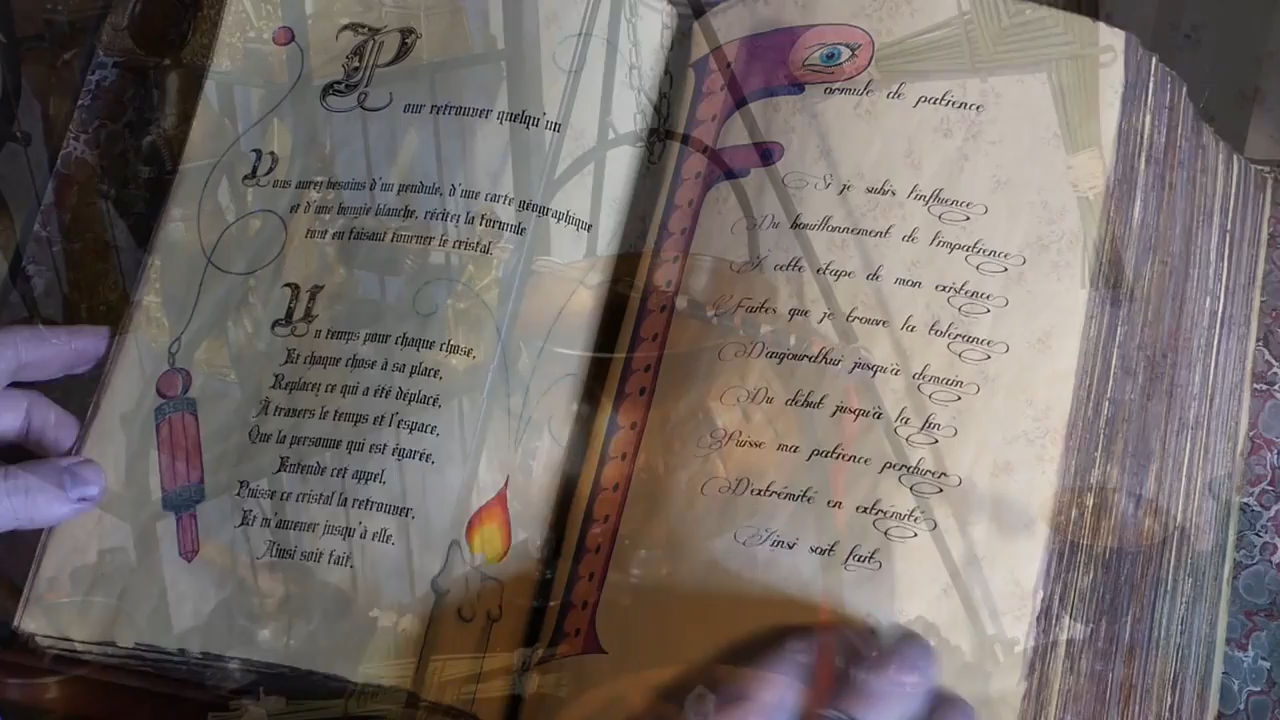 Pour retrouver quelqu'un
Vous aurez besoins d'un pendule, d'une carte géographique
et d'une bougie blanche, récitez la formule
tout en faisant tourner le cristal.
Un temps pour chaque chose,
Et chaque chose à sa place,
Replacez ce qui a été déplacé,
À travers le temps et l'espace,
Que la personne qui est égarée,
Entende cet appel,
Puisse ce cristal la retrouver,
Et m'amener jusqu'à elle.
Ainsi soit fait.
Formule de patience
Si je subis l'influence
Du bouillonnement de l'impatience
A cette étape de mon existence
Faites que je trouve la tolérance
D'aujourd'hui jusqu'à demain
Du début jusqu'à la fin
Puisse ma patience perdurer
D'extrémité en extrémité
Ainsi soit fait